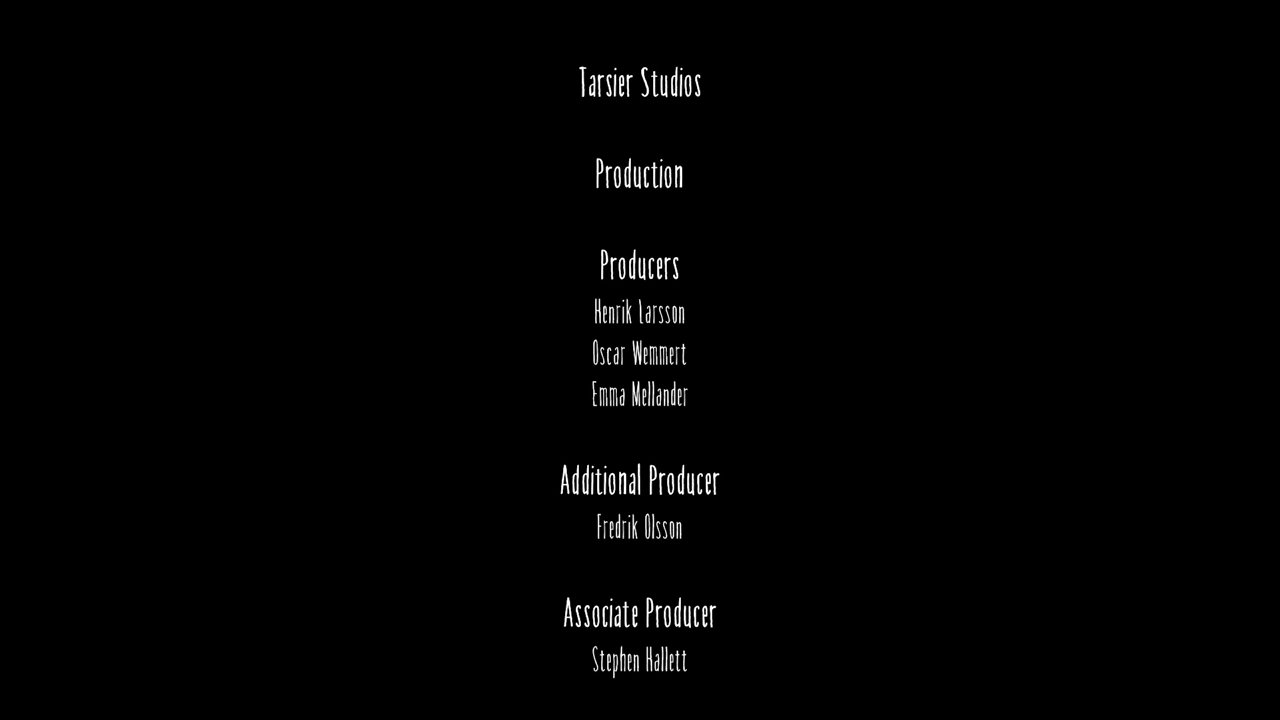 Tarsier Studios
Production
Producers
Henrik Larsson
Oscar Wemmert
Emma Mellander
Additional Producer
Fredrik Olsson
Associate Producer
Stephen Hallett